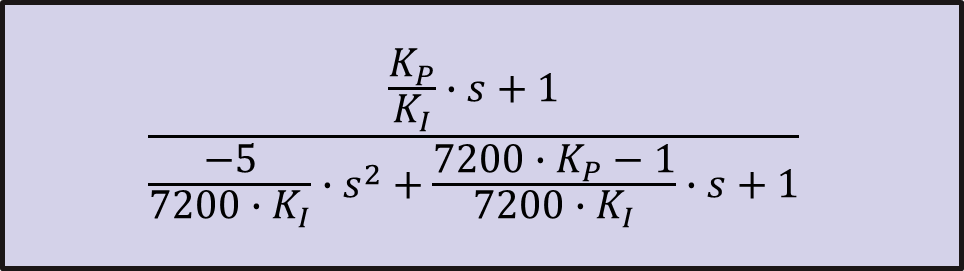 K_P/K_I · s + 1
-5/(7200 · K_I) · s² + (7200 · K_P − 1)/(7200 · K_I) · s + 1